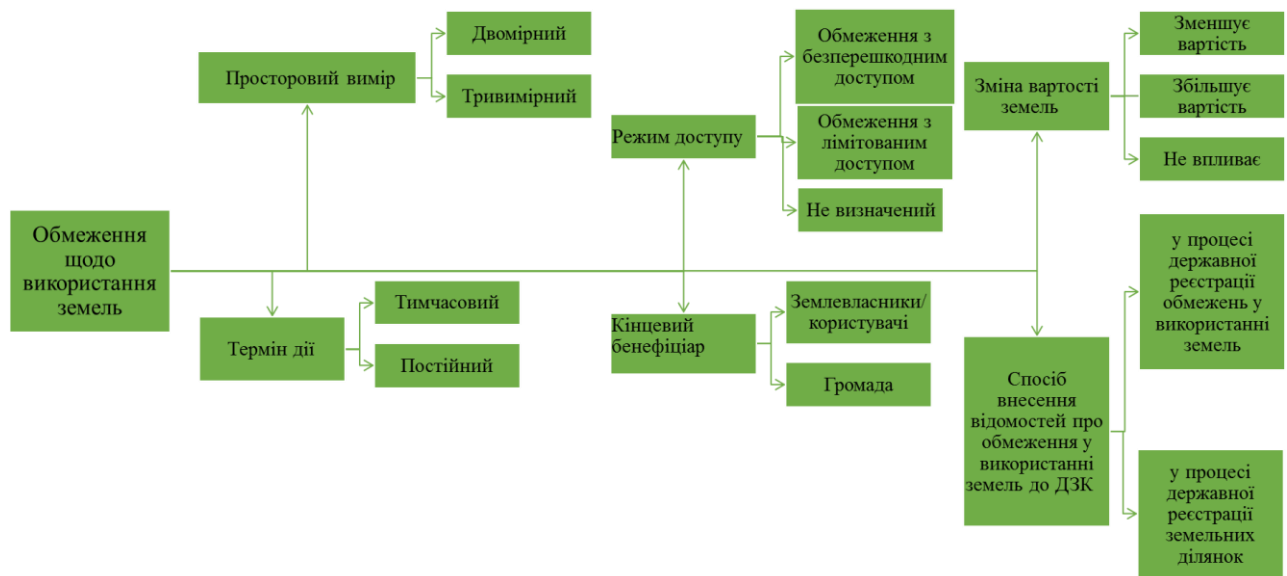 Обмеження
щодо
використання
земель
Просторовий вимір
Двомірний
Тривимірний
Термін дії
Тимчасовий
Постійний
Режим доступу
Обмеження з
безперешкодним
доступом
Обмеження з
лімітованим
доступом
Не визначений
Кінцевий
бенефіціар
Землевласники/
користувачі
Громада
Зміна вартості
земель
Зменшує
вартість
Збільшує
вартість
Не впливає
Спосіб
внесення
відомостей про
обмеження у
використанні
земель до ДЗК
у процесі
державної
реєстрації
обмежень у
використанні
земель
у процесі
державної
реєстрації
земельних
ділянок